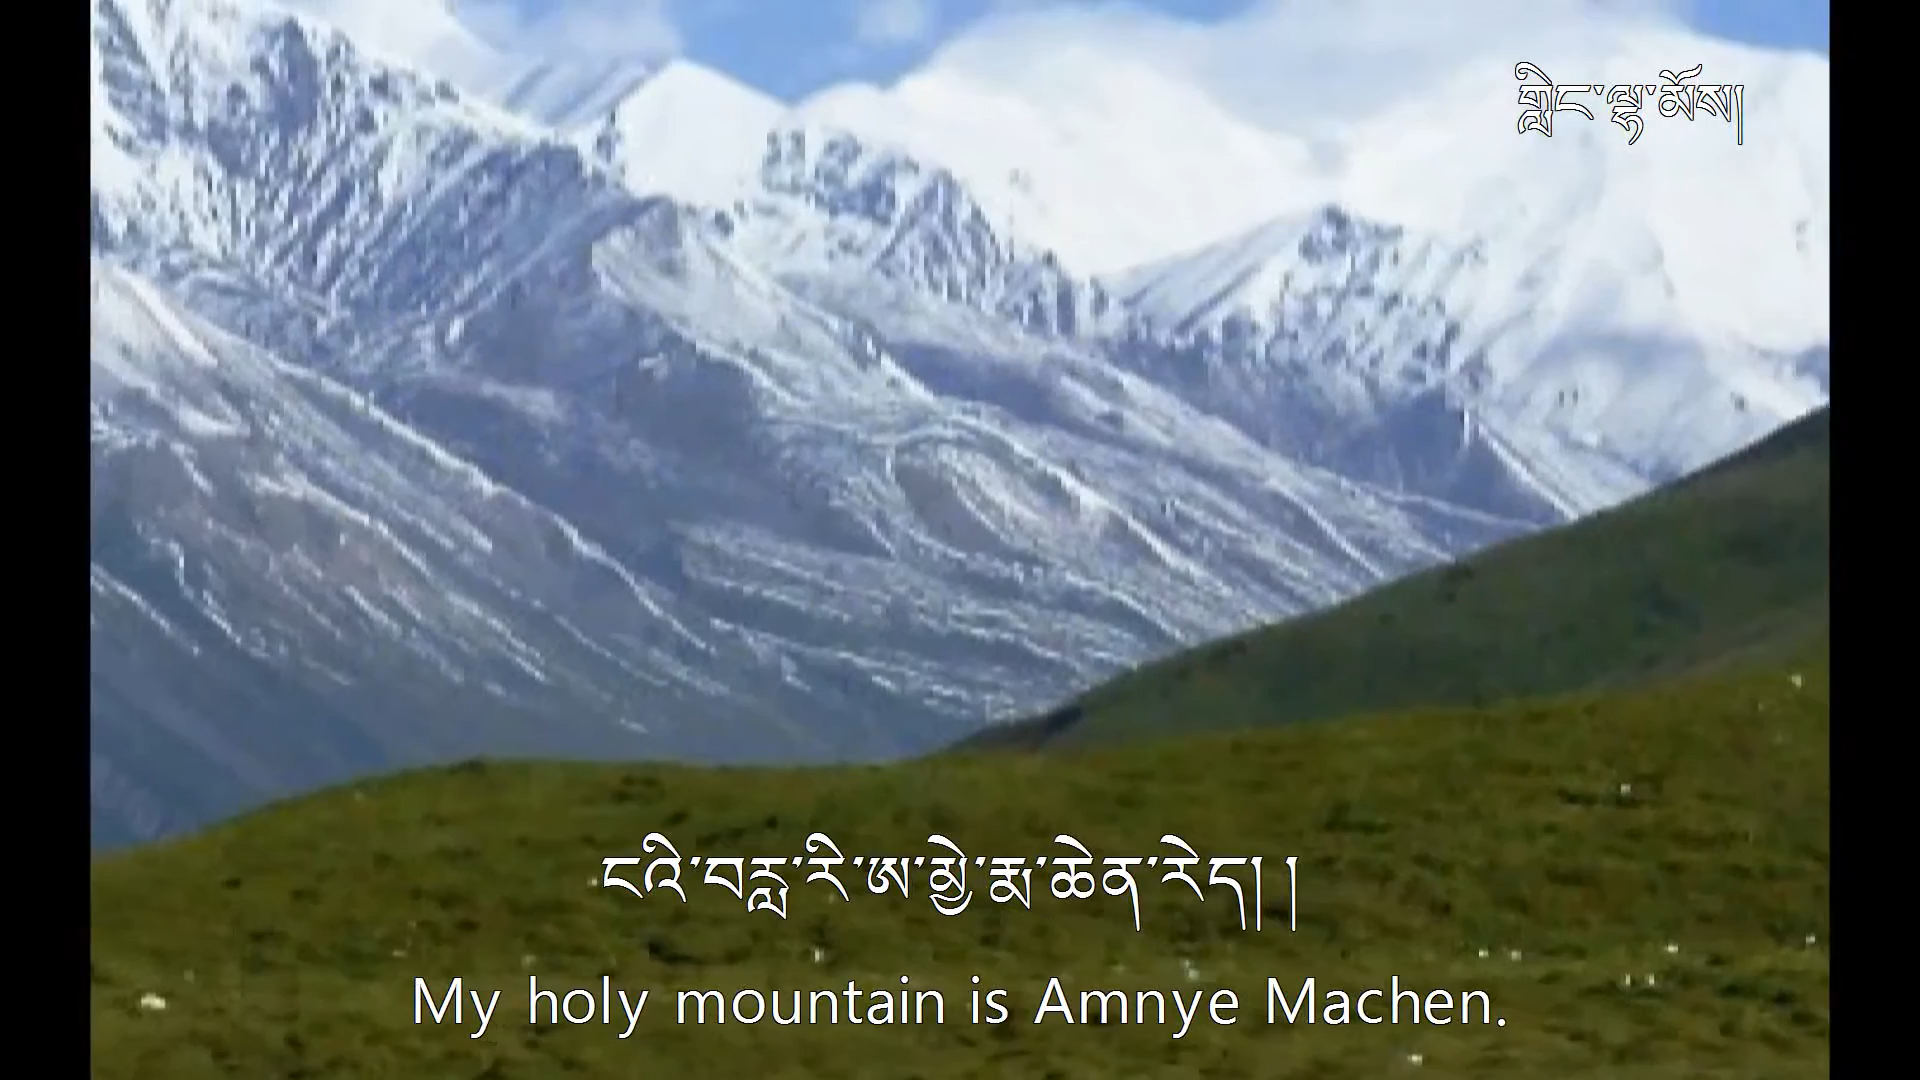 གླིང་ལྷ་མོས།
ངའི་བརླ་རི་ཨ་མྱེ་རྨ་ཆེན་རེད། །
My holy mountain is Amnye Machen.